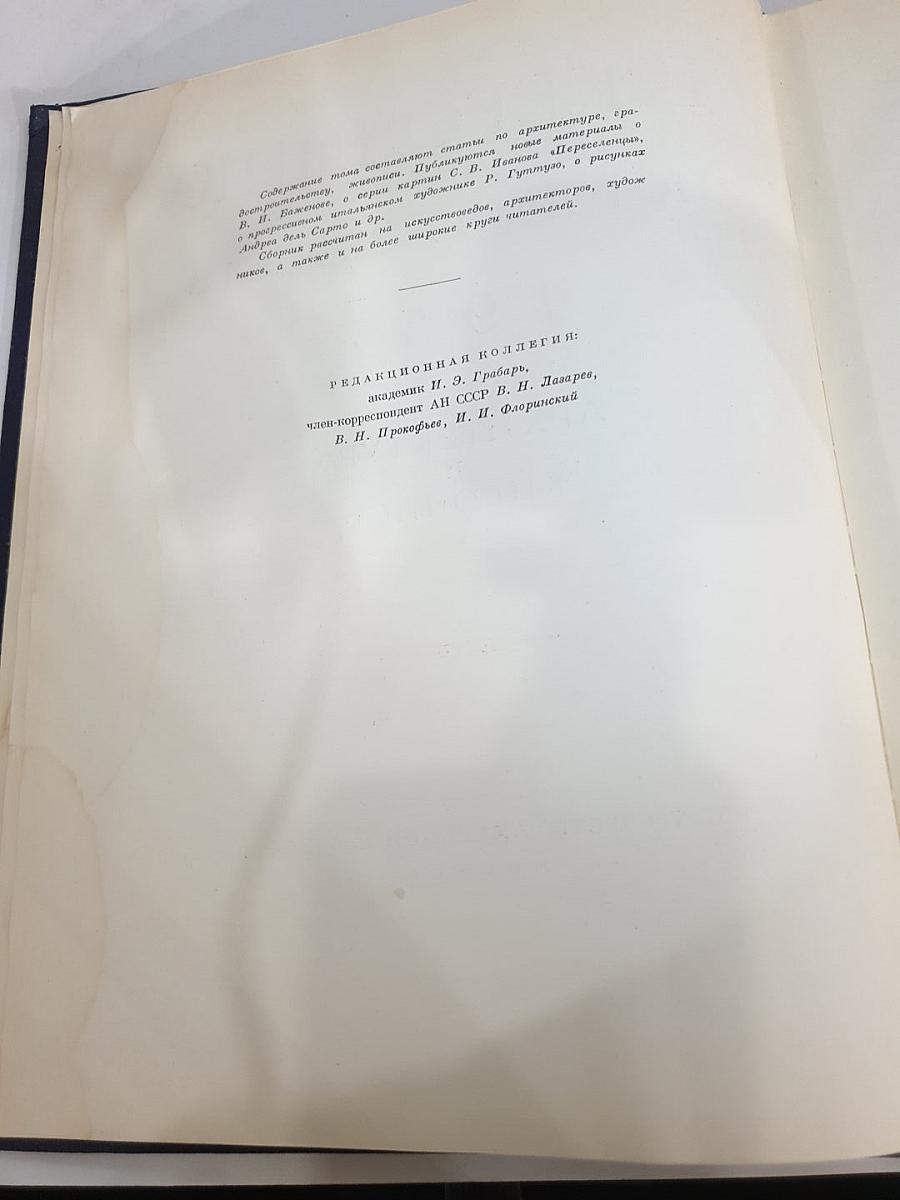 Содержание тома составляют статьи по архитектуре, гра-
достроительству, живописи. Публикуются новые материалы о
В. И. Баженове, о серии картин С. В. Иванова «Переселенцы»,
о прогрессивном итальянском художнике Р. Гуттузо, о рисунках
Андреа дель Сарто и др.
Сборник рассчитан на искусствоведов, архитекторов, худож
ников, а также и на более широкие круги читателей.
РЕДАКЦИОННАЯ КОЛЛЕГИЯ:
академик И. Э. Грабарь,
член-корреспондент АН СССР В. Н. Лазарев,
В. Н. Прокофьев, И. И. Флоринский